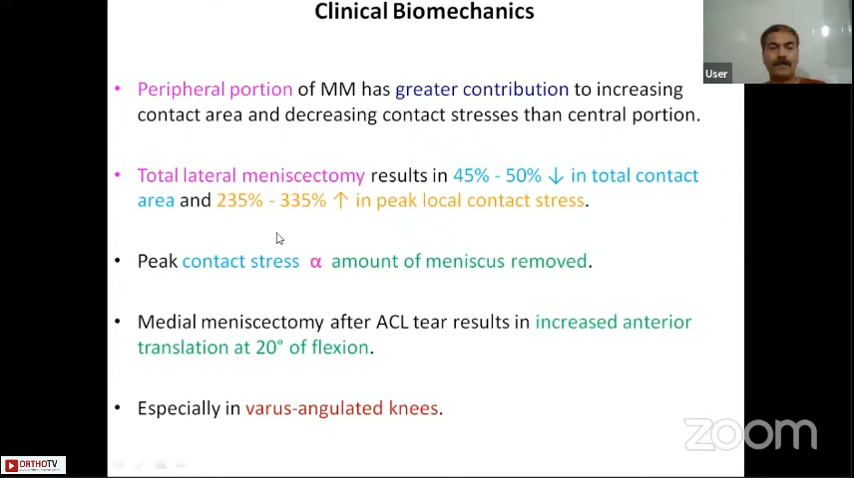 Clinical Biomechanics
User
• Peripheral portion of MM has greater contribution to increasing
contact area and decreasing contact stresses than central portion.
• Total lateral meniscectomy results in 45% - 50% ↓ in total contact
area and 235% - 335% ↑ in peak local contact stress.
• Peak contact stress α amount of meniscus removed.
• Medial meniscectomy after ACL tear results in increased anterior
translation at 20° of flexion.
• Especially in varus-angulated knees.
zoom
ORTHOTV